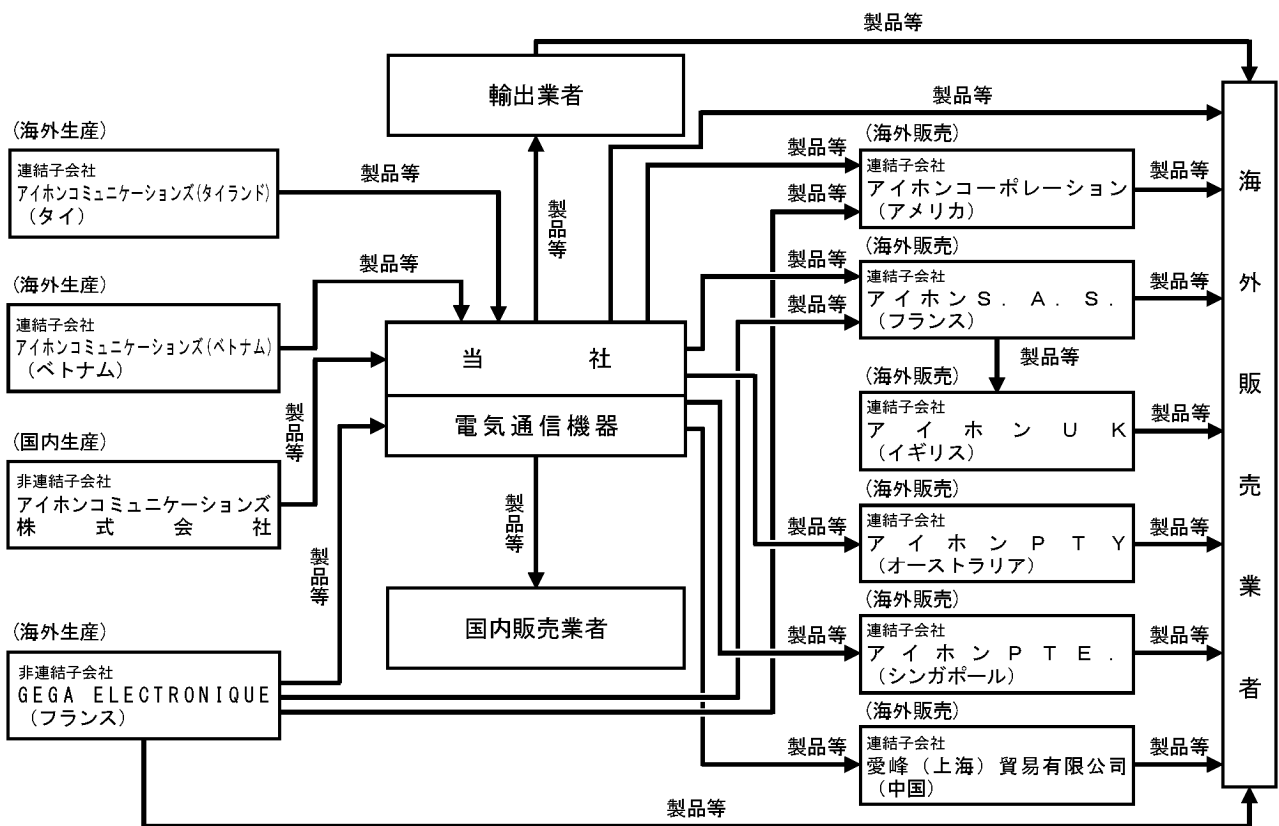 製品等
輸出業者
製品等
製品等
(海外生産)
連結子会社
アイホンコミュニケーションズ(タイランド)
(タイ)
製品等
(海外生産)
連結子会社
アイホンコミュニケーションズ(ベトナム)
(ベトナム)
製品等
(国内生産)
非連結子会社
アイホンコミュニケーションズ
株式会社
製品等
(海外生産)
非連結子会社
GEGA ELECTRONIQUE
(フランス)
製品等
製品等
当社
電気通信機器
製品等
国内販売業者
製品等
製品等
(海外販売)
連結子会社
アイホンコーポレーション
(アメリカ)
製品等
製品等
製品等
(海外販売)
連結子会社
アイホンS.A.S.
(フランス)
製品等
製品等
(海外販売)
連結子会社
アイホンUK
(イギリス)
製品等
製品等
(海外販売)
連結子会社
アイホンPTY
(オーストラリア)
製品等
製品等
(海外販売)
連結子会社
アイホンPTE.
(シンガポール)
製品等
製品等
(海外販売)
連結子会社
愛峰(上海)貿易有限公司
(中国)
製品等
海外販売業者